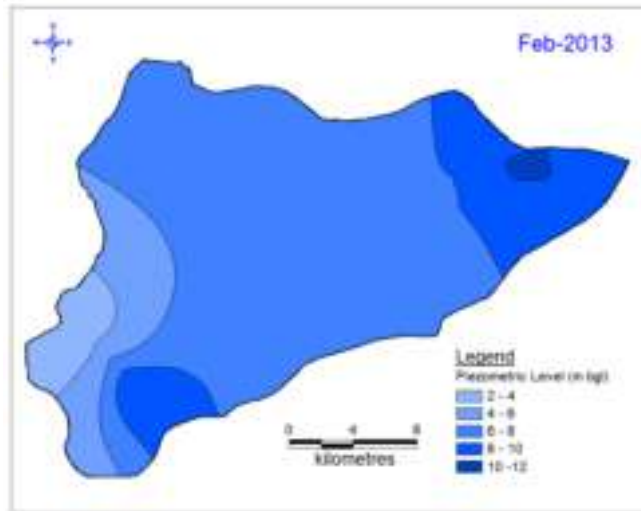 Feb-2013
Legend
Piezometric Level (m bgl)
2 - 4
4 - 6
6 - 8
8 - 10
10 -12
0 4 8
kilometres